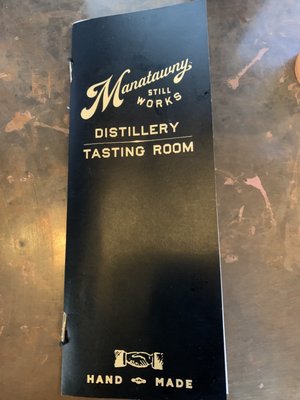 Manatawny
STILL
WORKS
DISTILLERY
TASTING ROOM
HAND MADE